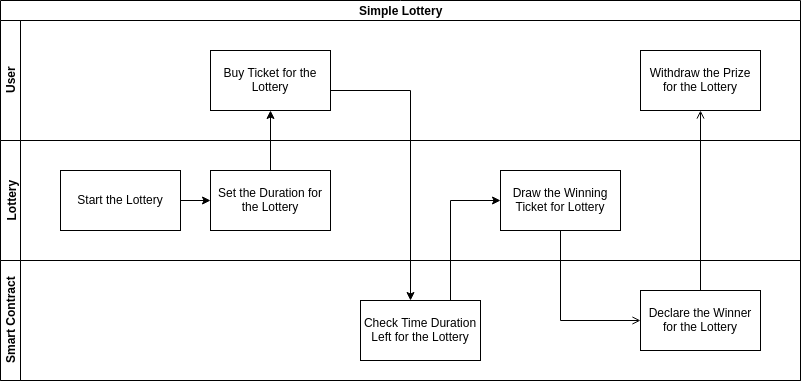 Simple Lottery
User
Buy Ticket for the
Lottery
Withdraw the Prize
for the Lottery
Lottery
Start the Lottery
Set the Duration for
the Lottery
Draw the Winning
Ticket for Lottery
Smart Contract
Check Time Duration
Left for the Lottery
Declare the Winner
for the Lottery